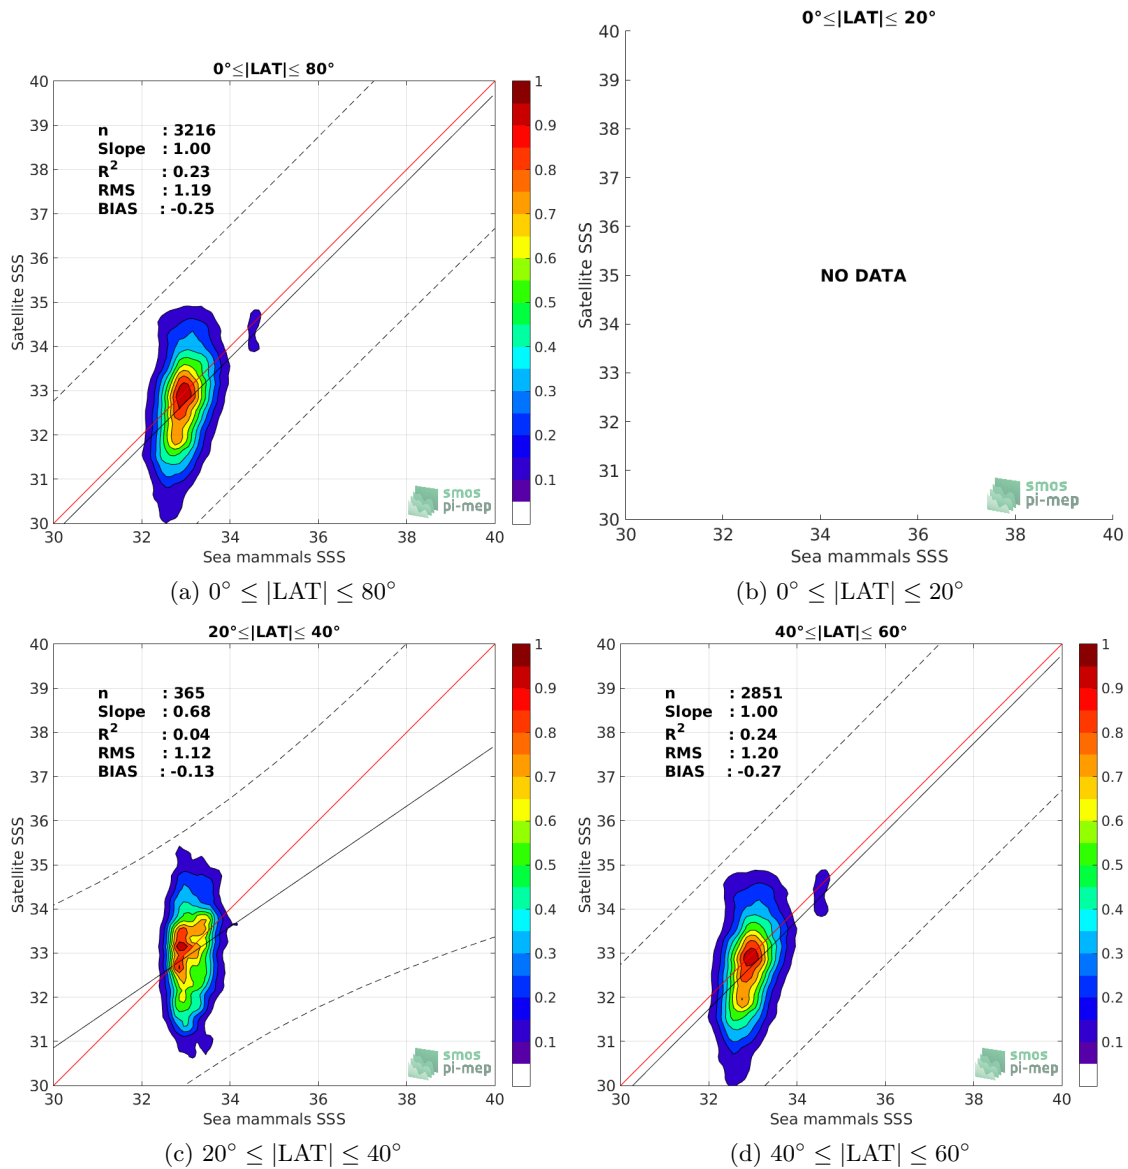 0°≤|LAT|≤ 80°
40
39
38
37
36
35
34
33
32
31
30
Satellite SSS
n : 3216
Slope : 1.00
R2 : 0.23
RMS : 1.19
BIAS : -0.25
smos
pi-mep
30 32 34 36 38 40
Sea mammals SSS
1
0.9
0.8
0.7
0.6
0.5
0.4
0.3
0.2
0.1
(a) 0° ≤ |LAT| ≤ 80°
0°≤|LAT|≤ 20°
40
39
38
37
36
35
34
33
32
31
30
Satellite SSS
NO DATA
smos
pi-mep
30 32 34 36 38 40
Sea mammals SSS
(b) 0° ≤ |LAT| ≤ 20°
20°≤|LAT|≤ 40°
40
39
38
37
36
35
34
33
32
31
30
Satellite SSS
n : 365
Slope : 0.68
R2 : 0.04
RMS : 1.12
BIAS : -0.13
smos
pi-mep
30 32 34 36 38 40
Sea mammals SSS
1
0.9
0.8
0.7
0.6
0.5
0.4
0.3
0.2
0.1
(c) 20° ≤ |LAT| ≤ 40°
40°≤|LAT|≤ 60°
40
39
38
37
36
35
34
33
32
31
30
Satellite SSS
n : 2851
Slope : 1.00
R2 : 0.24
RMS : 1.20
BIAS : -0.27
smos
pi-mep
30 32 34 36 38 40
Sea mammals SSS
1
0.9
0.8
0.7
0.6
0.5
0.4
0.3
0.2
0.1
(d) 40° ≤ |LAT| ≤ 60°